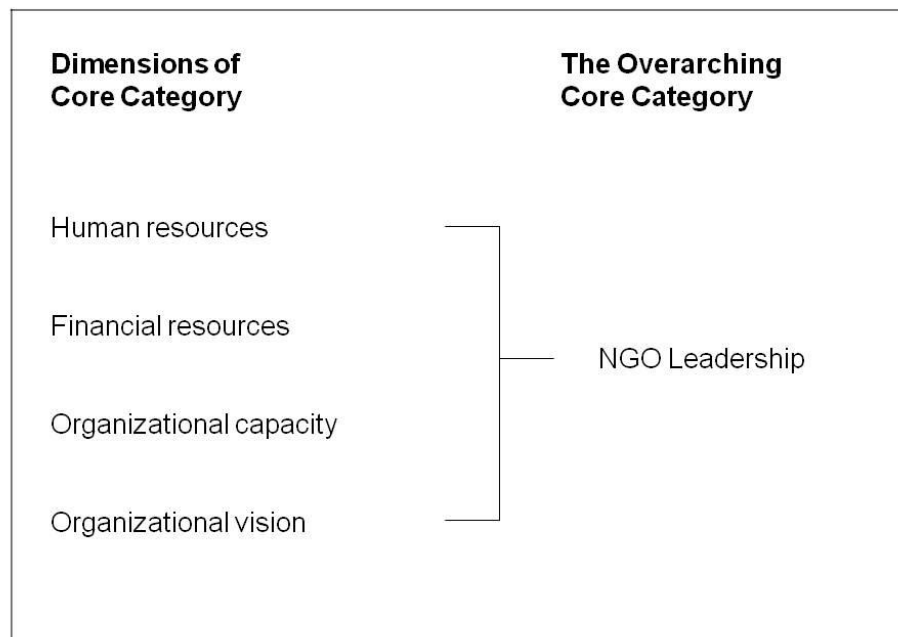 Dimensions of
Core Category
The Overarching
Core Category
Human resources
Financial resources
NGO Leadership
Organizational capacity
Organizational vision